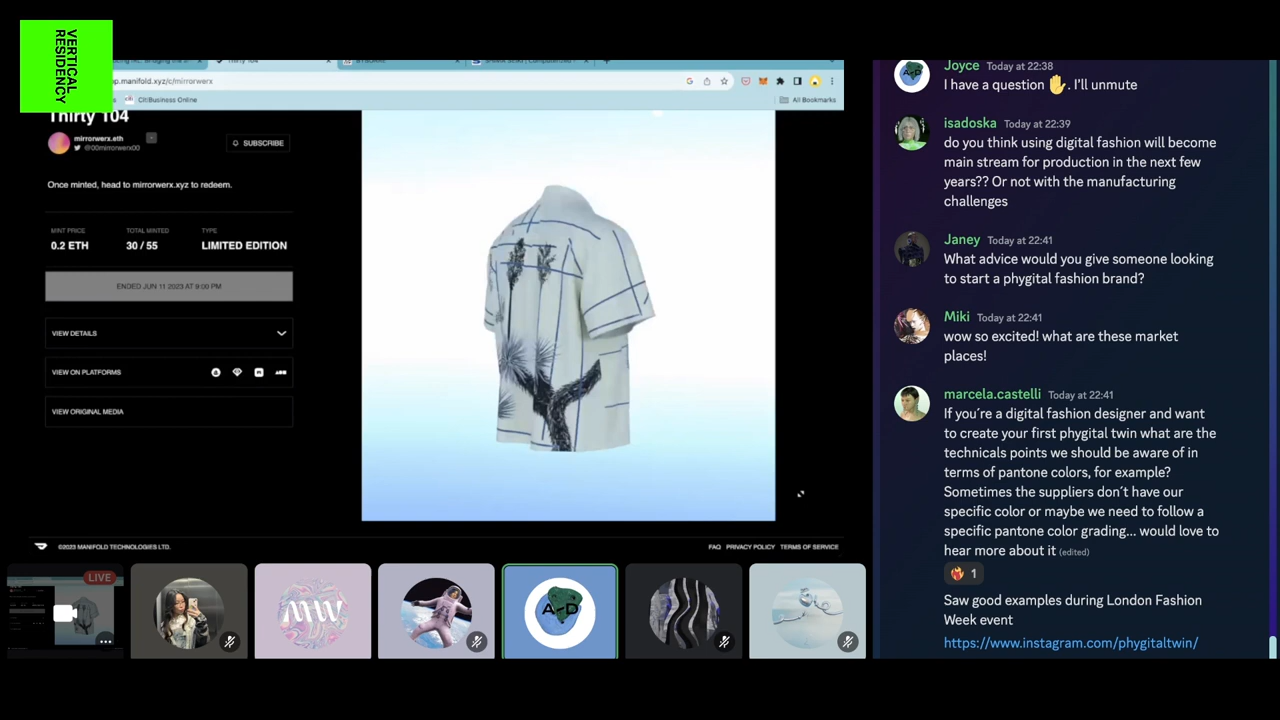 VERTICAL
RESIDENCY
Thirty 104
.manifold.xyz/c/mirrorwerx
Citi:Business Online
All Bookmarks
Thirty 104
mirrorwerx.eth
@00mirrorwerx00
SUBSCRIBE
Once minted, head to mirrorwerx.xyz to redeem.
MINT PRICE
TOTAL MINTED
TYPE
0.2 ETH
30 / 55
LIMITED EDITION
ENDED JUN 11 2023 AT 9:00 PM
VIEW DETAILS
VIEW ON PLATFORMS
VIEW ORIGINAL MEDIA
©2023 MANIFOLD TECHNOLOGIES LTD.
FAQ PRIVACY POLICY TERMS OF SERVICE
LIVE
MW
A-D
Joyce Today at 22:38
I have a question ✋. I'll unmute
isadoska Today at 22:39
do you think using digital fashion will become
main stream for production in the next few
years?? Or not with the manufacturing
challenges
Janey Today at 22:41
What advice would you give someone looking
to start a phygital fashion brand?
Miki Today at 22:41
wow so excited! what are these market
places!
marcela.castelli Today at 22:41
If you´re a digital fashion designer and want
to create your first phygital twin what are the
technicals points we should be aware of in
terms of pantone colors, for example?
Sometimes the suppliers don´t have our
specific color or maybe we need to follow a
specific pantone color grading... would love to
hear more about it (edited)
1
Saw good examples during London Fashion
Week event
https://www.instagram.com/phygitaltwin/